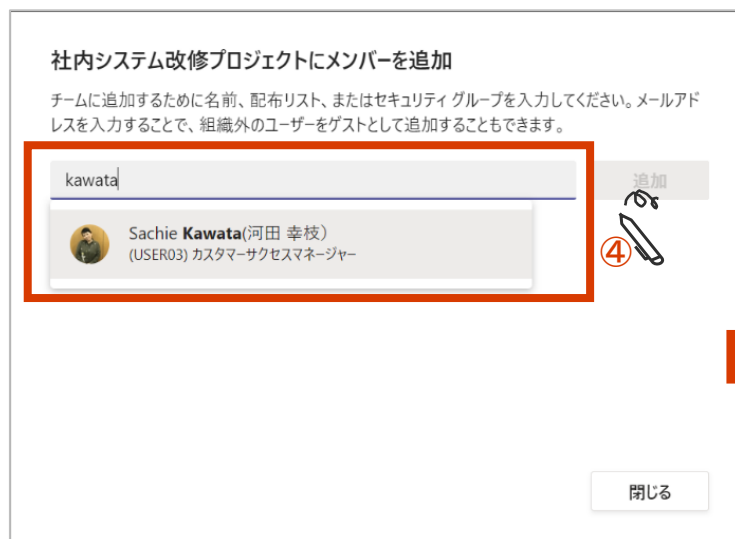 社内システム改修プロジェクトにメンバーを追加
チームに追加するために名前、配布リスト、またはセキュリティ グループを入力してください。メールアド
レスを入力することで、組織外のユーザーをゲストとして追加することもできます。
kawata
追加
Sachie Kawata(河田 幸枝）
(USER03) カスタマーサクセスマネージャー
④
閉じる